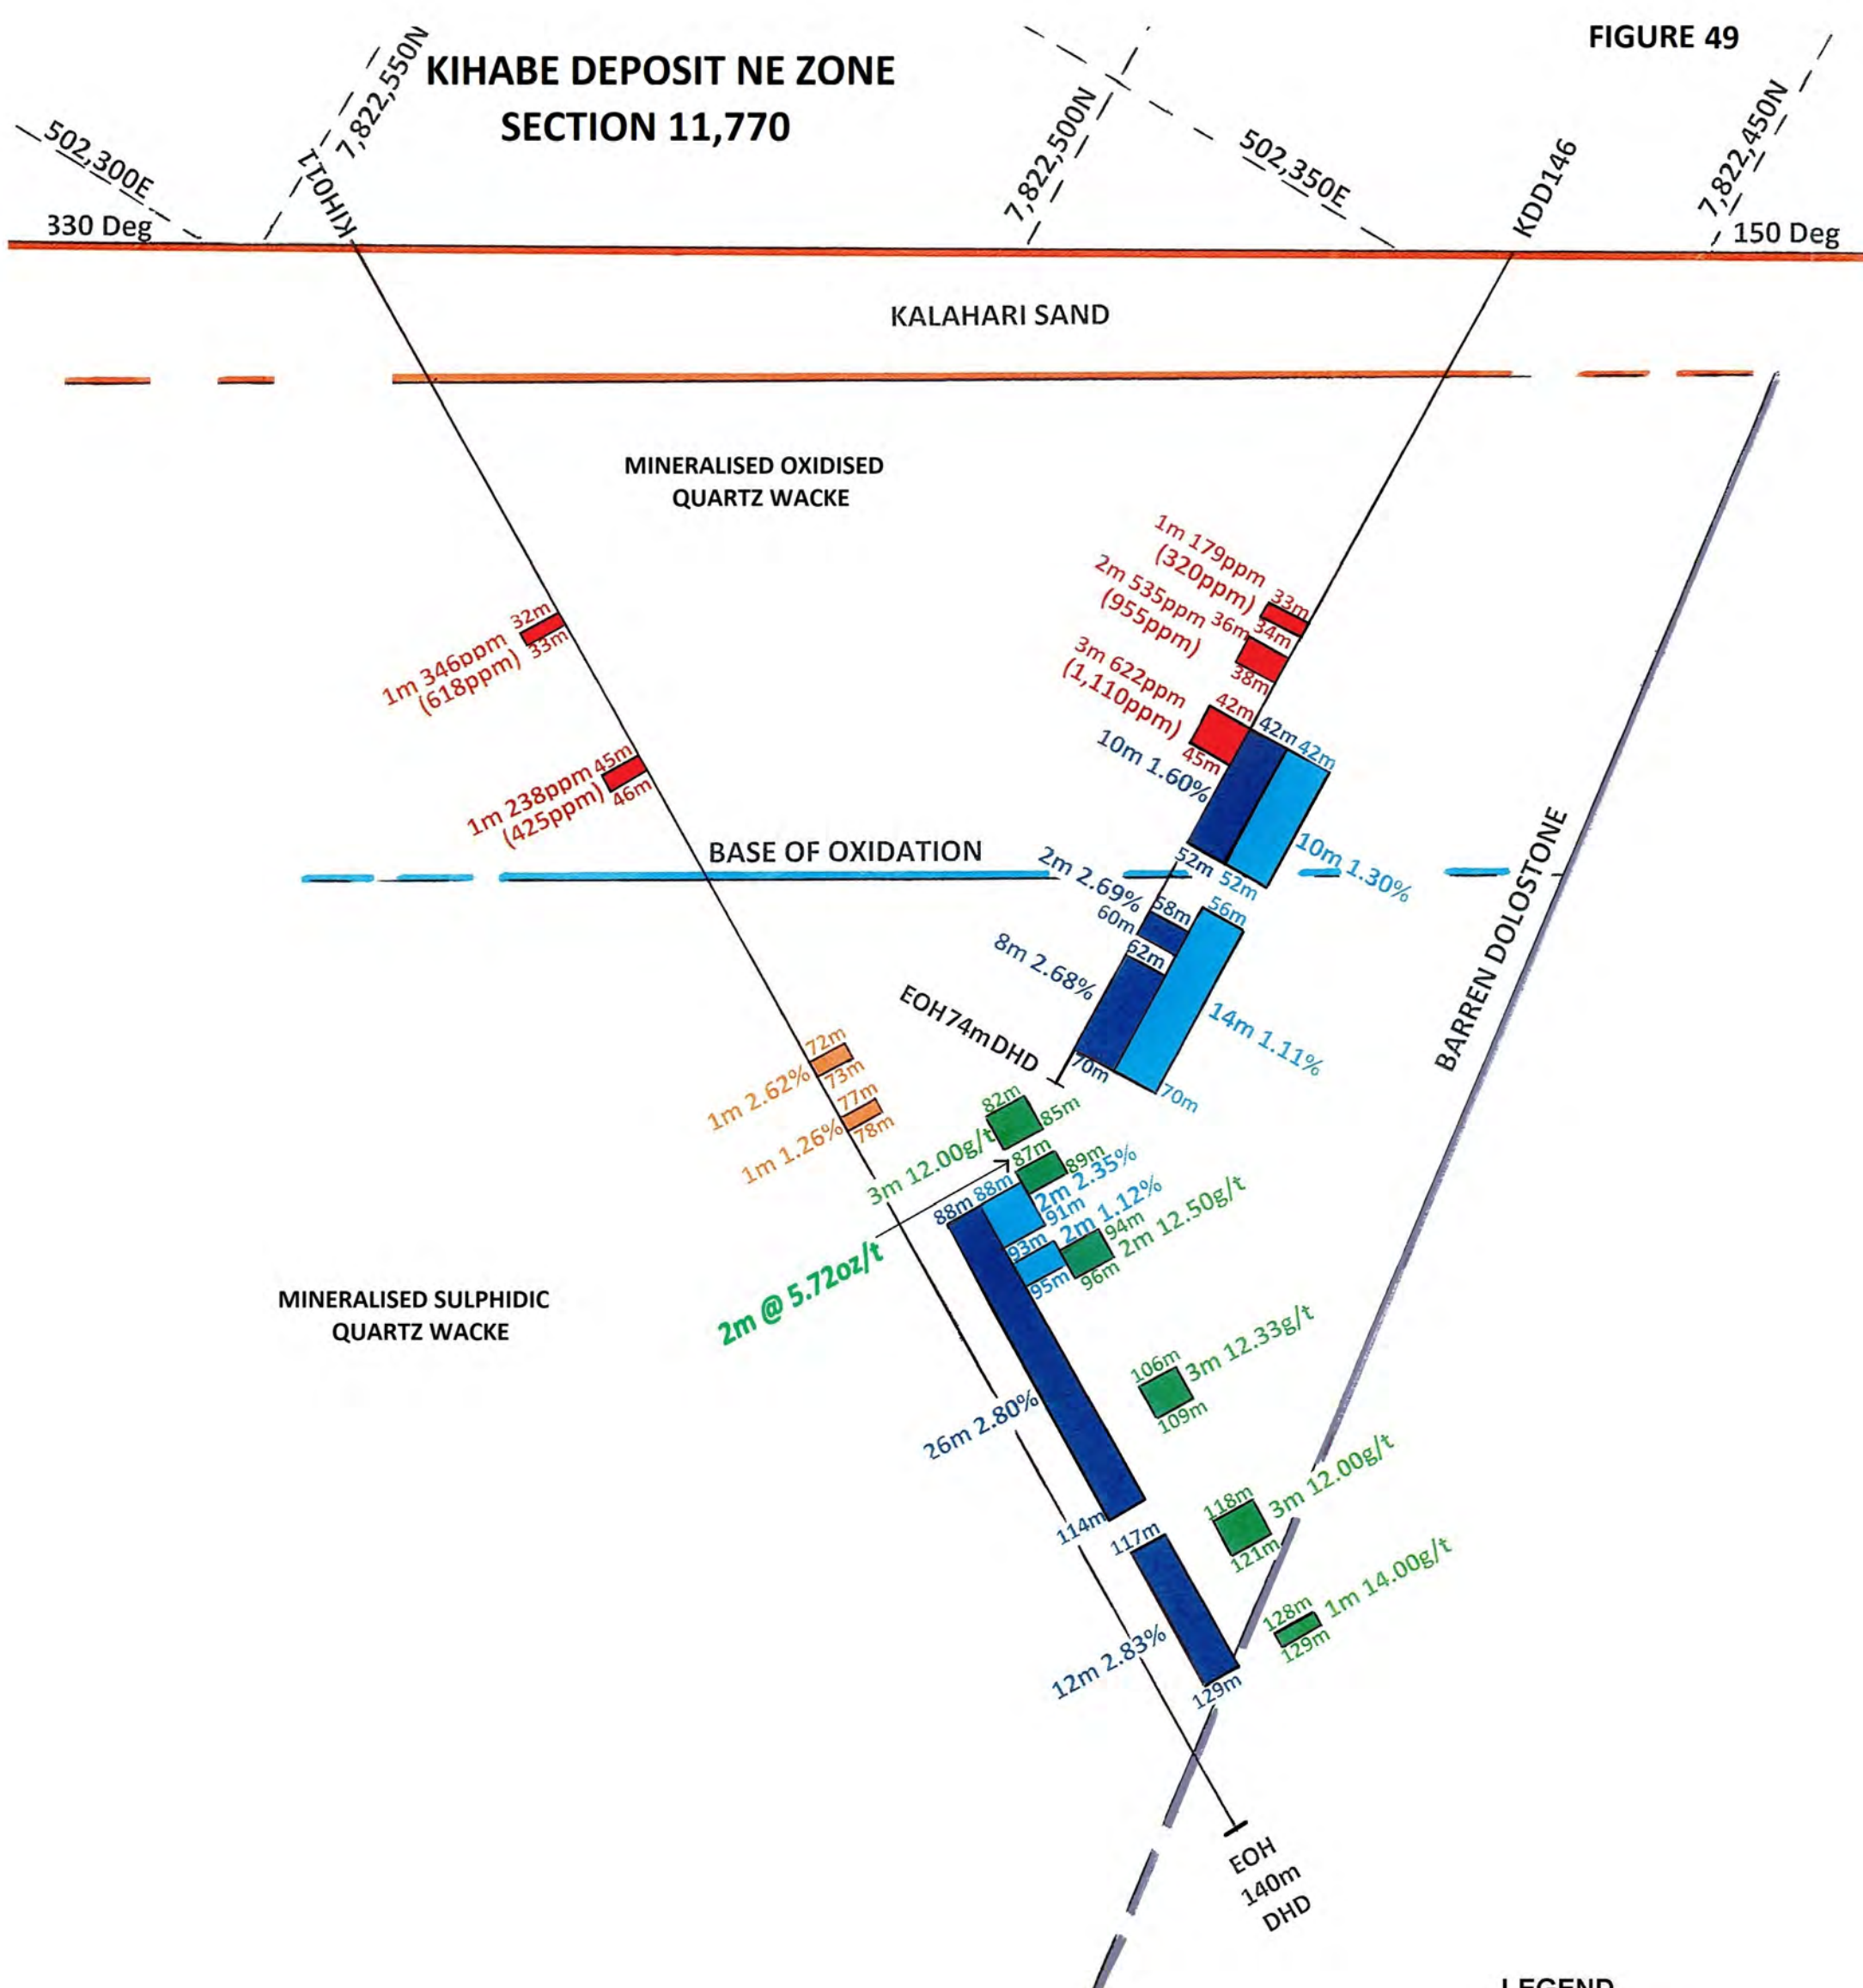 FIGURE 49
KIHABE DEPOSIT NE ZONE
SECTION 11,770
502,300E
7,822,550N
KIH011
7,822,500N
502,350E
KDD146
7,822,450N
330 Deg
150 Deg
KALAHARI SAND
MINERALISED OXIDISED
QUARTZ WACKE
1m 179ppm
(320ppm)
33m
34m
2m 535ppm
(955ppm)
36m
38m
3m 622ppm
(1,110ppm)
42m
45m
32m
33m
1m 346ppm
(618ppm)
45m
46m
1m 238ppm
(425ppm)
42m
42m
10m 1.60%
10m 1.30%
52m
52m
BASE OF OXIDATION
BARREN DOLOSTONE
2m 2.69%
58m
60m
56m
62m
8m 2.68%
14m 1.11%
70m
70m
EOH74mDHD
72m
73m
1m 2.62%
77m
78m
1m 1.26%
82m
85m
3m 12.00g/t
87m
89m
2m @ 5.72oz/t
88m
88m
2m 2.35%
91m
2m 1.12%
93m
95m
94m
96m
2m 12.50g/t
MINERALISED SULPHIDIC
QUARTZ WACKE
26m 2.80%
106m
109m
3m 12.33g/t
114m
117m
118m
121m
3m 12.00g/t
12m 2.83%
128m
129m
1m 14.00g/t
129m
EOH
140m
DHD
LEGEND